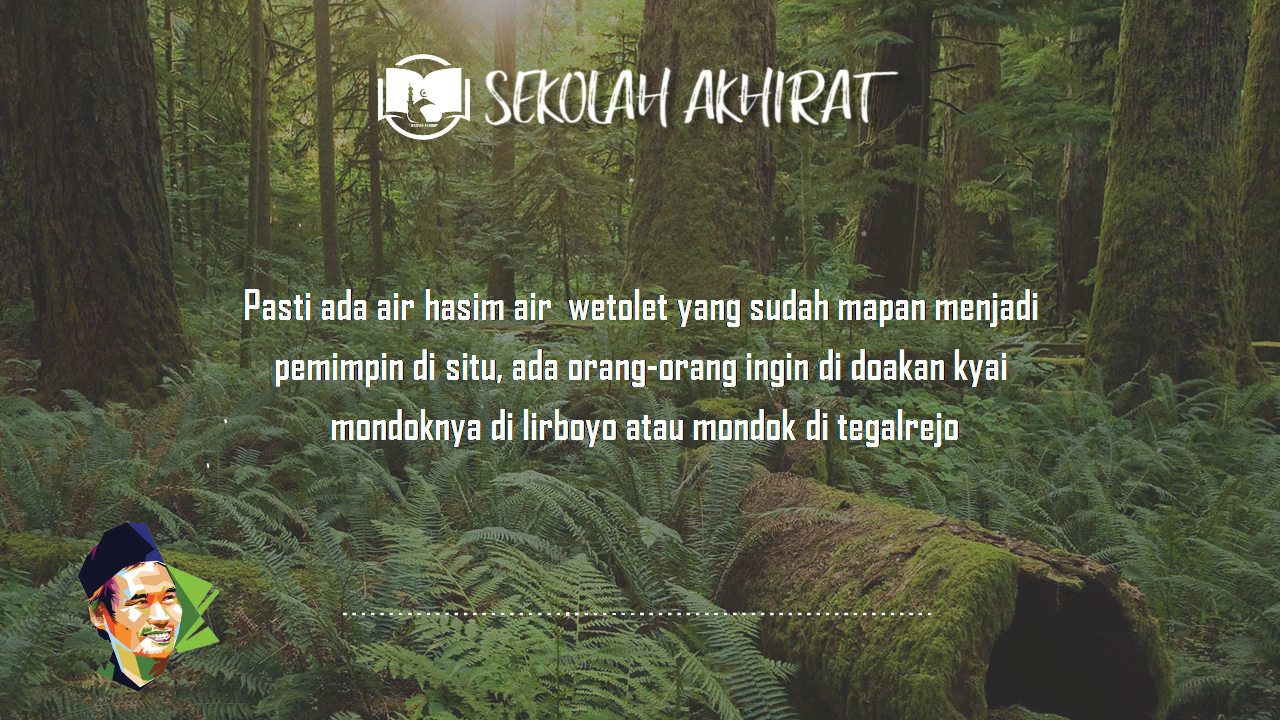 SEKOLAH AKHIRAT
Pasti ada air hasim air wetolet yang sudah mapan menjadi
pemimpin di situ, ada orang-orang ingin di doakan kyai
mondoknya di lirboyo atau mondok di tegalrejo